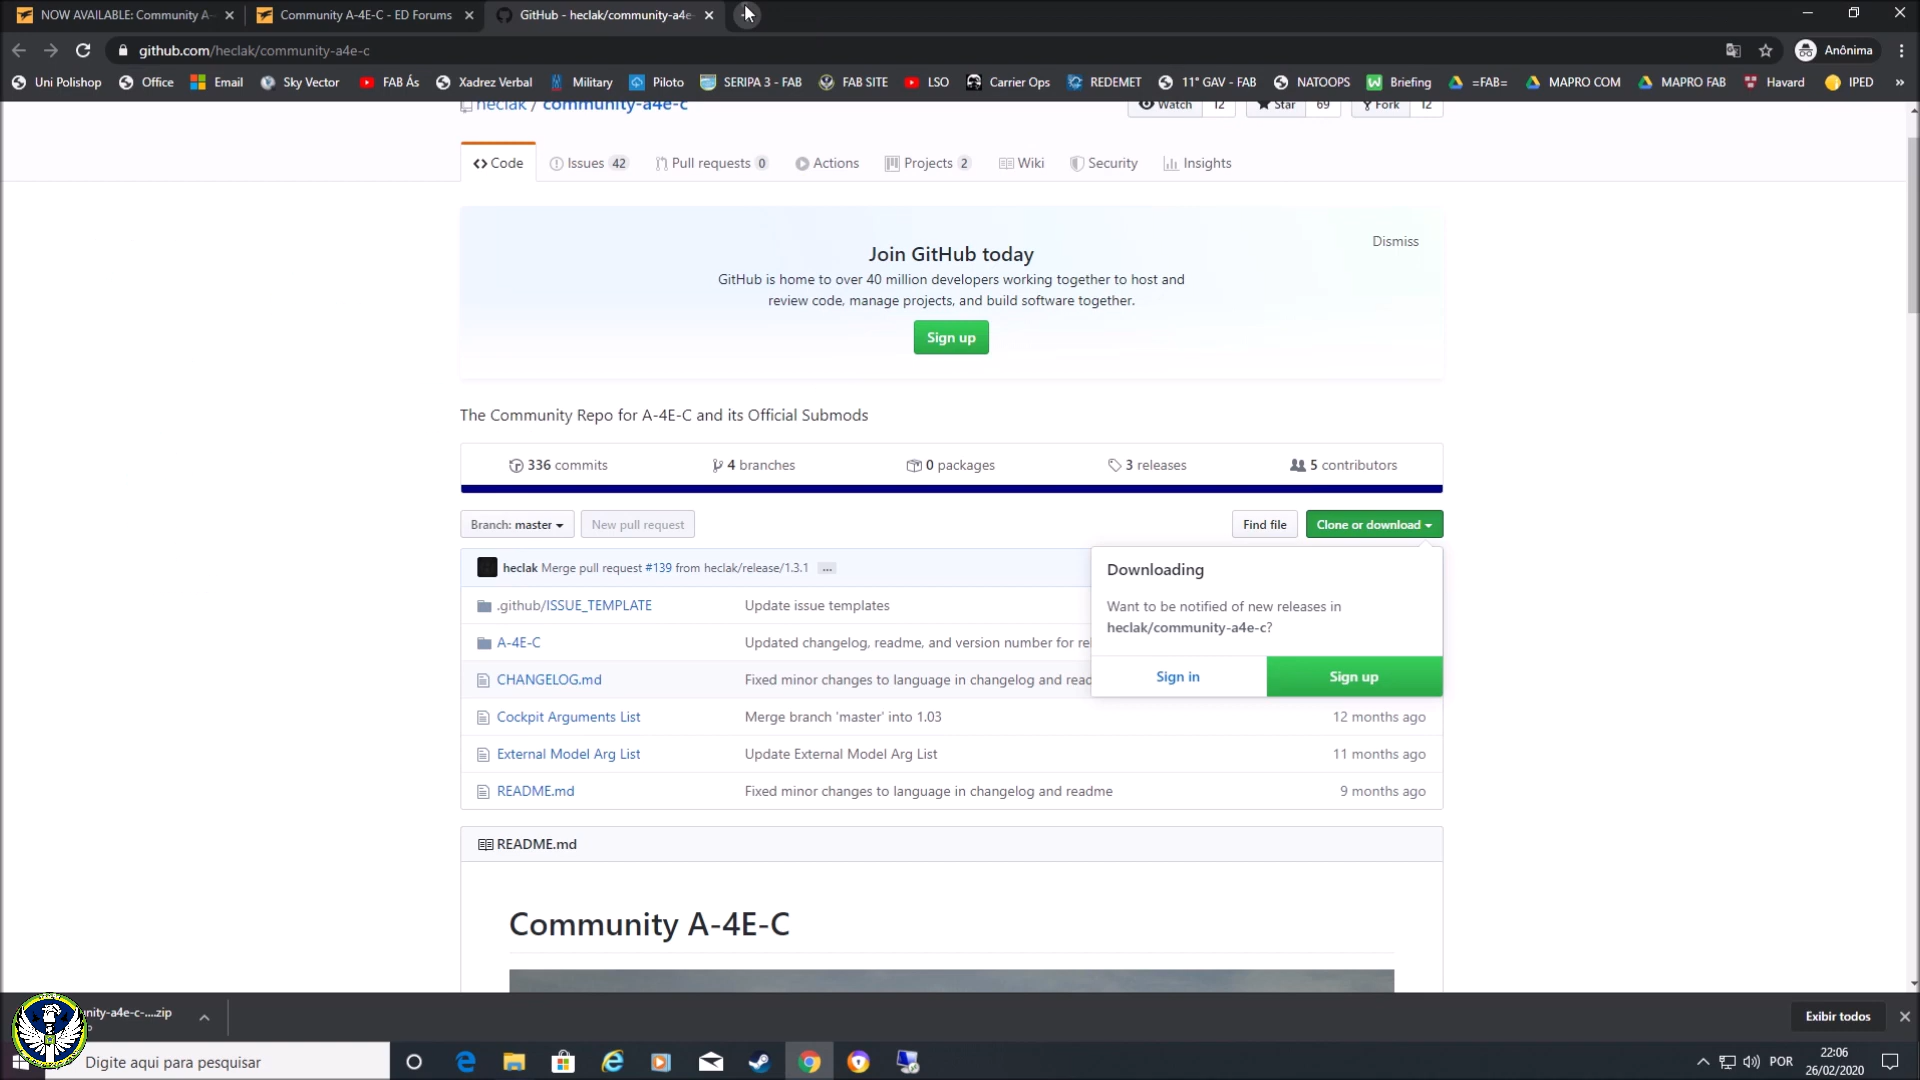 NOW AVAILABLE: Community A-
Community A-4E-C - ED Forums
GitHub - heclak/community-a4e-
github.com/heclak/community-a4e-c
Anônima
Uni Polishop
Office
Email
Sky Vector
FAB Ás
Xadrez Verbal
Military
Piloto
SERIPA 3 - FAB
FAB SITE
LSO
Carrier Ops
REDEMET
11° GAV - FAB
NATOOPS
Briefing
=FAB=
MAPRO COM
MAPRO FAB
Havard
IPED
»
heclak / community-a4e-c
Watch 12
Star 69
Fork 12
Code
Issues 42
Pull requests 0
Actions
Projects 2
Wiki
Security
Insights
Dismiss
Join GitHub today
GitHub is home to over 40 million developers working together to host and
review code, manage projects, and build software together.
Sign up
The Community Repo for A-4E-C and its Official Submods
336 commits
4 branches
0 packages
3 releases
5 contributors
Branch: master
New pull request
Find file
Clone or download
heclak Merge pull request #139 from heclak/release/1.3.1 ...
Downloading
Want to be notified of new releases in
heclak/community-a4e-c?
Sign in
Sign up
.github/ISSUE_TEMPLATE Update issue templates
A-4E-C Updated changelog, readme, and version number for re
CHANGELOG.md Fixed minor changes to language in changelog and read
Cockpit Arguments List Merge branch 'master' into 1.03 12 months ago
External Model Arg List Update External Model Arg List 11 months ago
README.md Fixed minor changes to language in changelog and readme 9 months ago
README.md
Community A-4E-C
nity-a4e-c-....zip
Exibir todos
Digite aqui para pesquisar
POR
22:06
26/02/2020